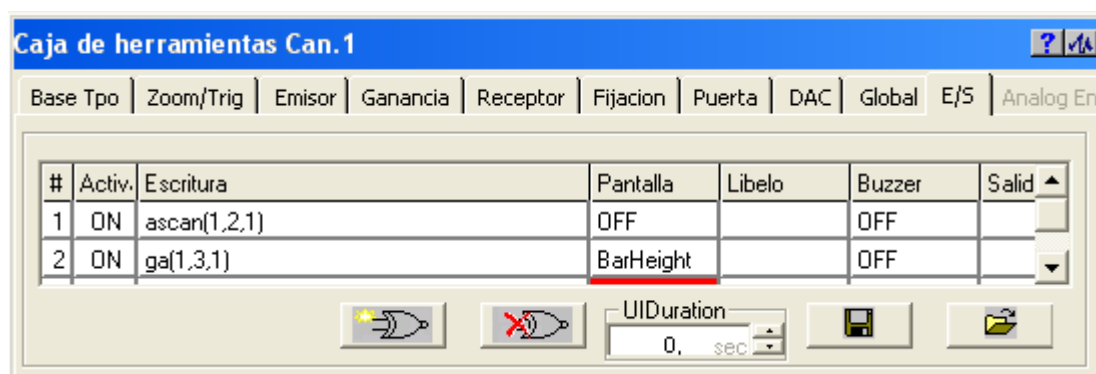 Caja de herramientas Can.1 ?
Base Tpo Zoom/Trig Emisor Ganancia Receptor Fijacion Puerta DAC Global E/S Analog En
# Activ. Escritura Pantalla Libelo Buzzer Salid
1 ON ascan(1,2,1) OFF OFF
2 ON ga(1,3,1) BarHeight OFF
UIDuration
0, sec